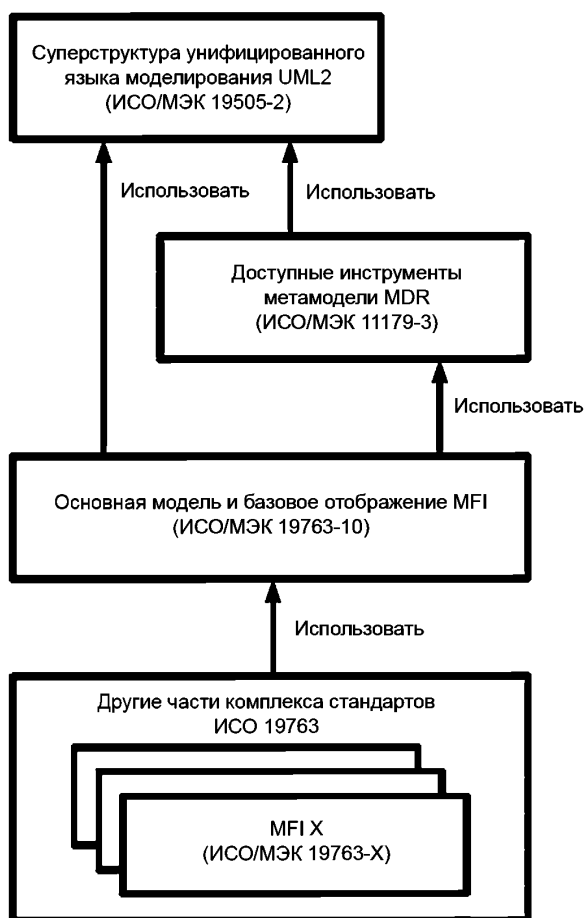 Суперструктура унифицированного
языка моделирования UML2
(ИСО/МЭК 19505-2)
Использовать
Использовать
Доступные инструменты
метамодели MDR
(ИСО/МЭК 11179-3)
Использовать
Основная модель и базовое отображение MFI
(ИСО/МЭК 19763-10)
Использовать
Другие части комплекса стандартов
ИСО 19763
MFI X
(ИСО/МЭК 19763-X)